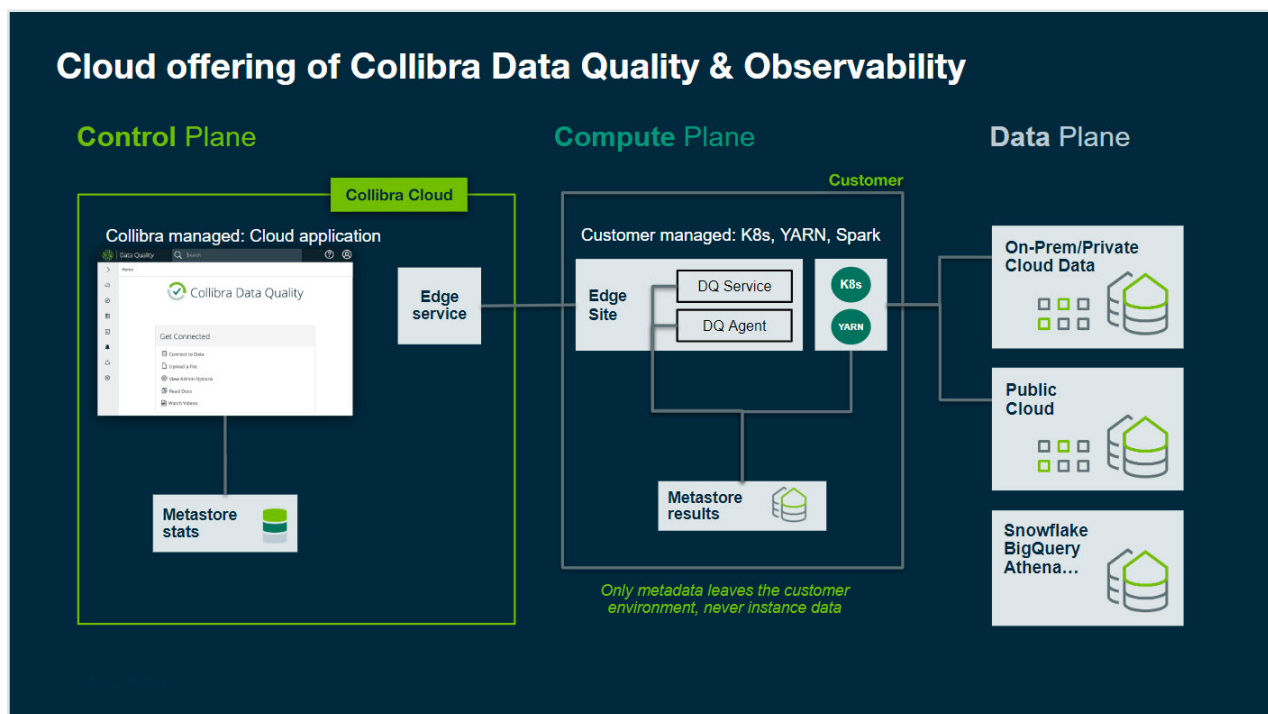 Cloud offering of Collibra Data Quality & Observability
Control Plane
Compute Plane
Data Plane
Collibra Cloud
Customer
Collibra managed: Cloud application
Data Quality
Search
Home
Collibra Data Quality
Get Connected
Connect to Data
Upload a File
View Admin Options
Read Docs
Watch Videos
Edge
service
Metastore
stats
Customer managed: K8s, YARN, Spark
Edge
Site
DQ Service
DQ Agent
K8s
YARN
Metastore
results
Only metadata leaves the customer
environment, never instance data
On-Prem/Private
Cloud Data
Public
Cloud
Snowflake
BigQuery
Athena...